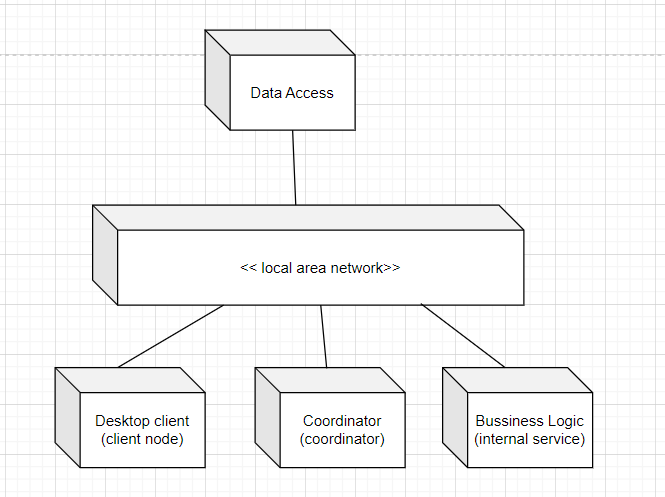 Data Access
<< local area network>>
Desktop client
(client node)
Coordinator
(coordinator)
Bussiness Logic
(internal service)